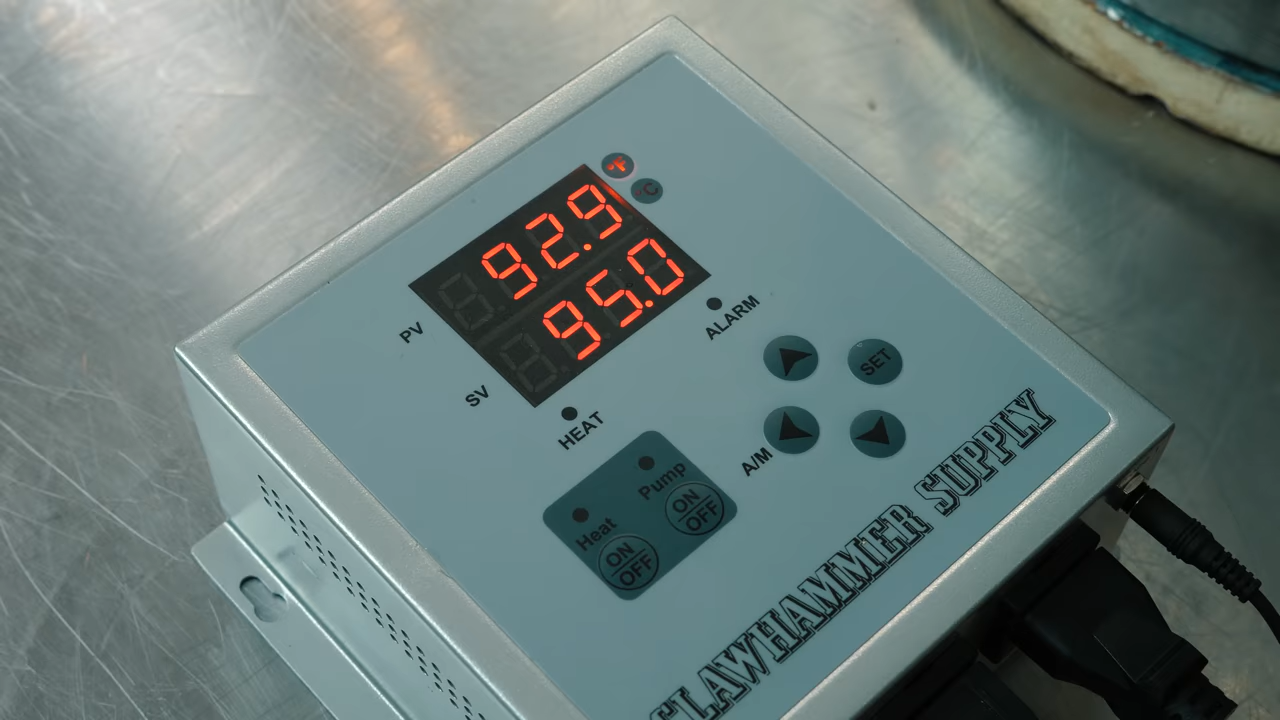 °F
°C
PV 92.9
SV 95.0
ALARM
HEAT
SET
A/M
Pump
ON
OFF
Heat
ON
OFF
CLAWHAMMER SUPPLY